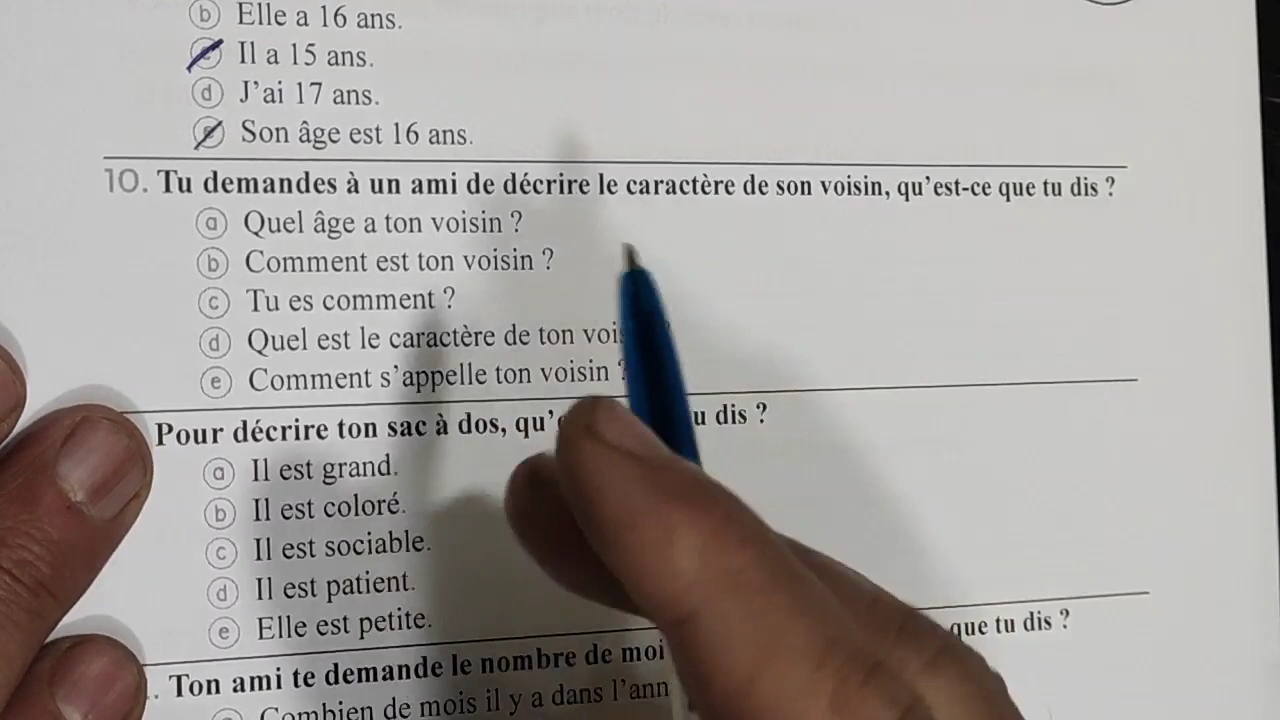 b Elle a 16 ans.
Il a 15 ans.
d J'ai 17 ans.
Son âge est 16 ans.
10. Tu demandes à un ami de décrire le caractère de son voisin, qu'est-ce que tu dis ?
a Quel âge a ton voisin ?
b Comment est ton voisin ?
c Tu es comment ?
d Quel est le caractère de ton
e Comment s'appelle ton voisin ?
Pour décrire ton sac à dos, tu dis ?
a Il est grand.
b Il est coloré.
c Il est sociable.
d Il est patient.
e Elle est petite.
. Ton ami te demande le nombre de que tu dis ?
Combien de mois il y a dans